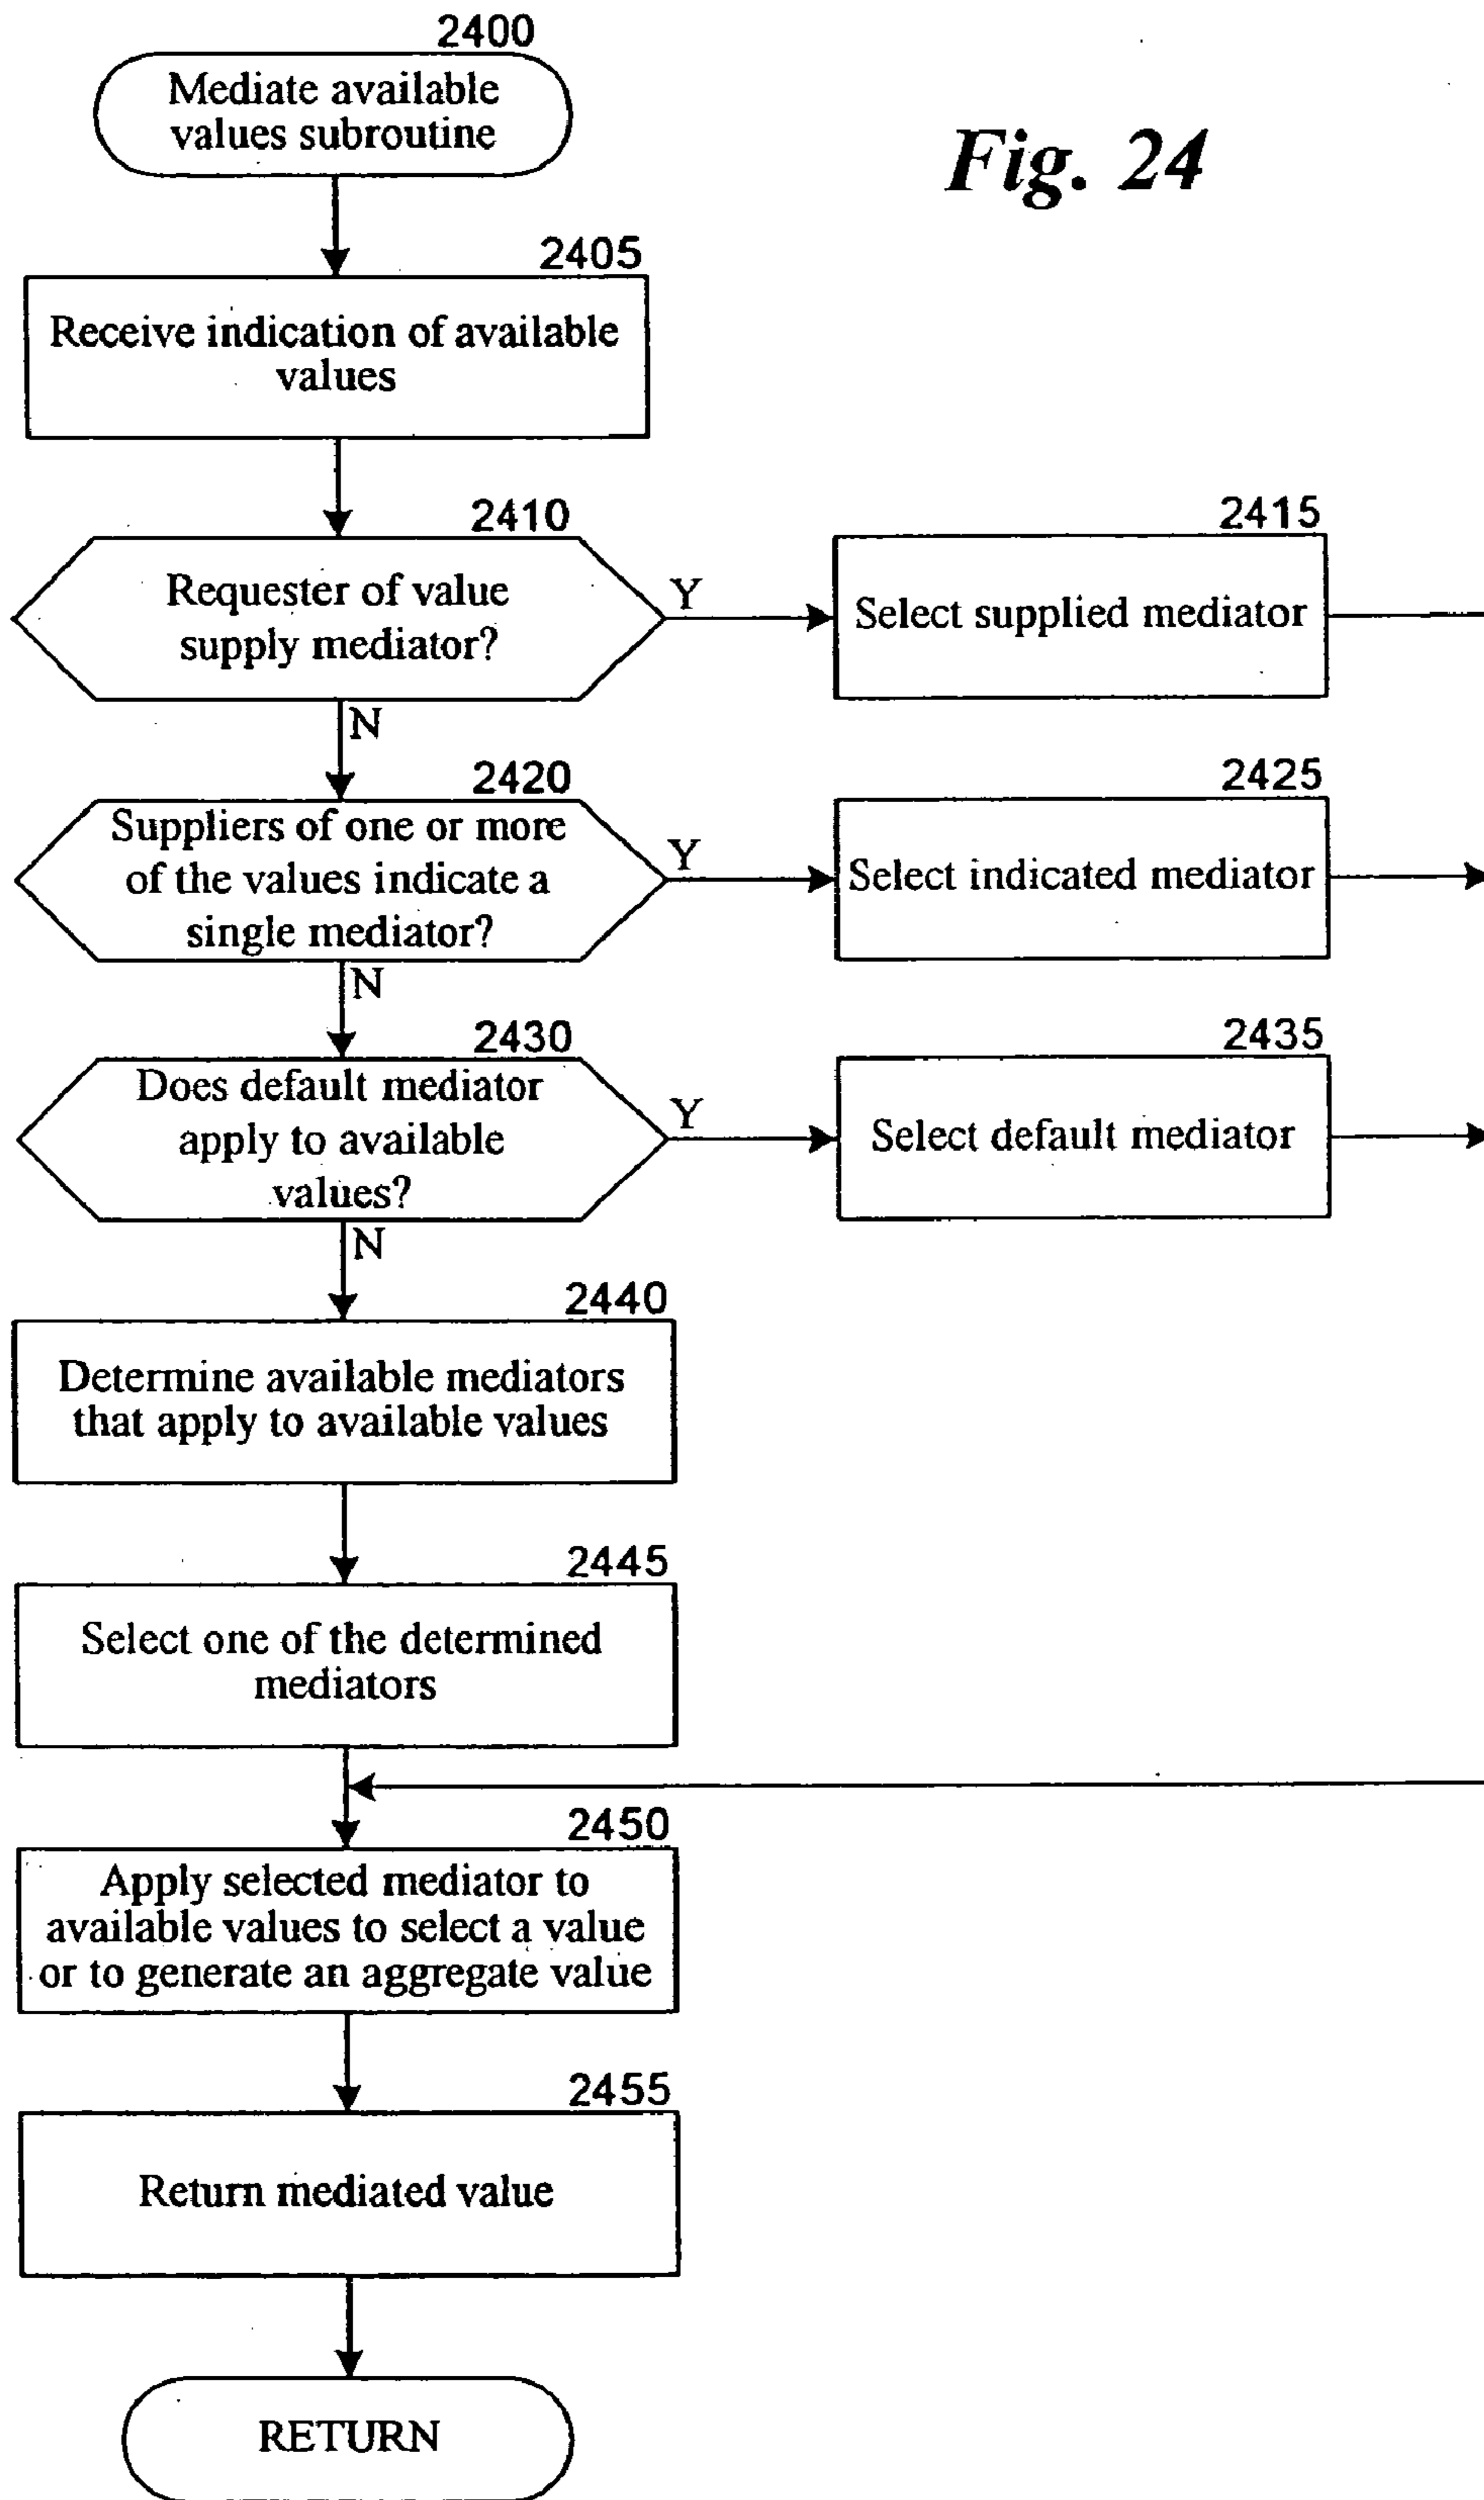 2400
Mediate available
values subroutine
Fig. 24
2405
Receive indication of available
values
2410
Requester of value
supply mediator?
Y
2415
Select supplied mediator
N
2420
Suppliers of one or more
of the values indicate a
single mediator?
Y
2425
Select indicated mediator
N
2430
Does default mediator
apply to available
values?
Y
2435
Select default mediator
N
2440
Determine available mediators
that apply to available values
2445
Select one of the determined
mediators
2450
Apply selected mediator to
available values to select a value
or to generate an aggregate value
2455
Return mediated value
RETURN